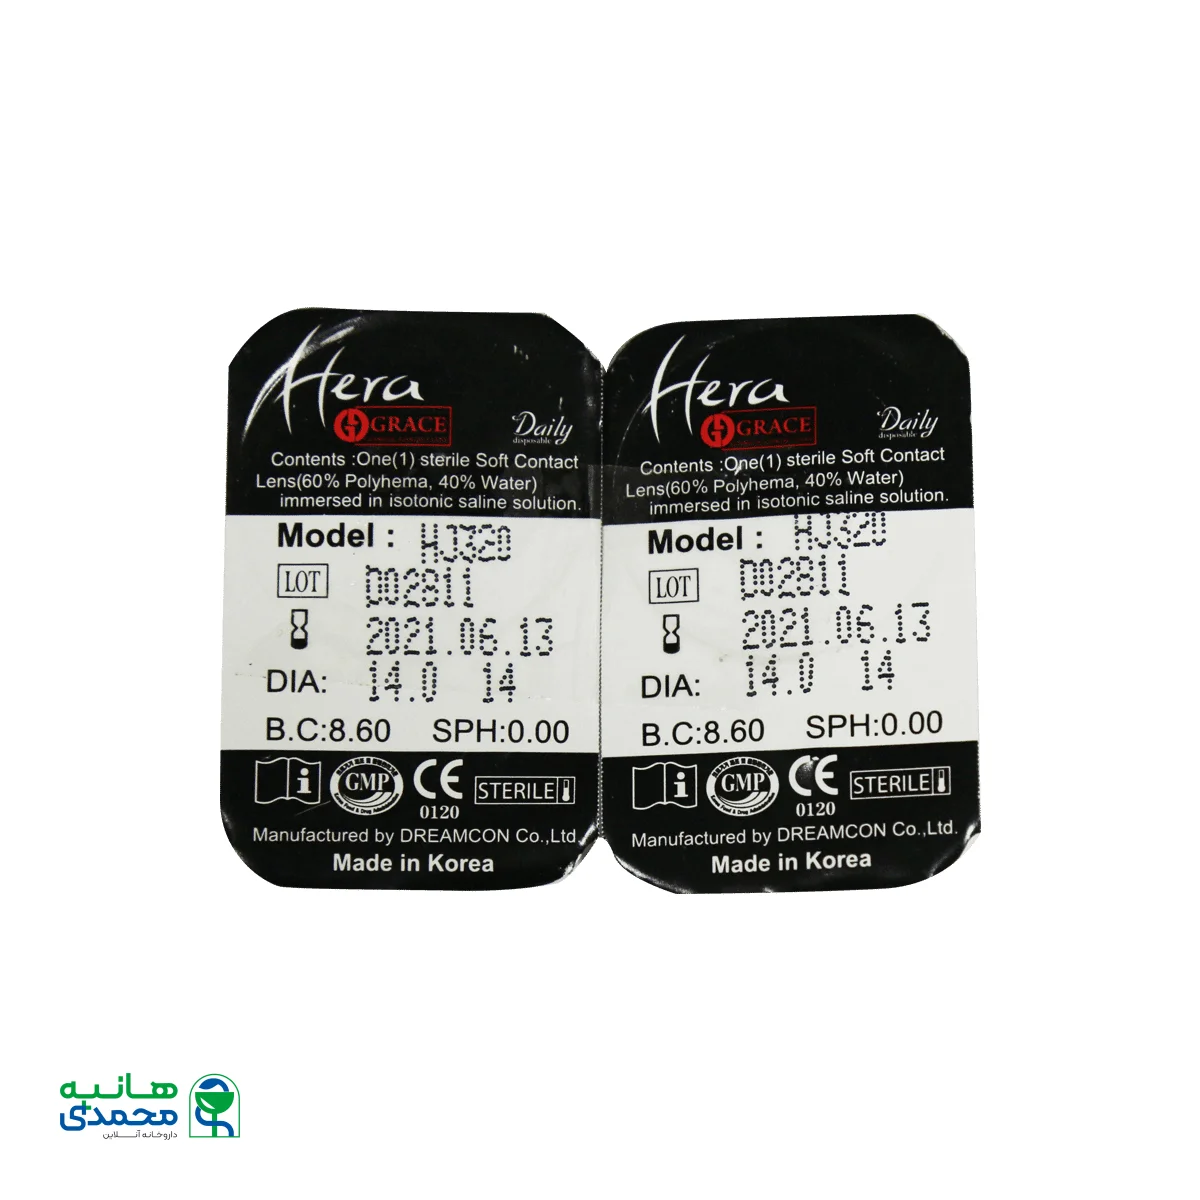 Hera
GRACE
Daily
disposable
Contents :One(1) sterile Soft Contact
Lens(60% Polyhema, 40% Water)
immersed in isotonic saline solution.
Model : HJ320
LOT D02811
2021.06.13
DIA: 14.0 14
B.C:8.60 SPH:0.00
i GMP CE 0120 STERILE
Manufactured by DREAMCON Co.,Ltd.
Made in Korea
Hera
GRACE
Daily
disposable
Contents :One(1) sterile Soft Contact
Lens(60% Polyhema, 40% Water)
immersed in isotonic saline solution.
Model : HJ320
LOT D02811
2021.06.13
DIA: 14.0 14
B.C:8.60 SPH:0.00
i GMP CE 0120 STERILE
Manufactured by DREAMCON Co.,Ltd.
Made in Korea
هانیه
محمدی
داروخانه آنلاین